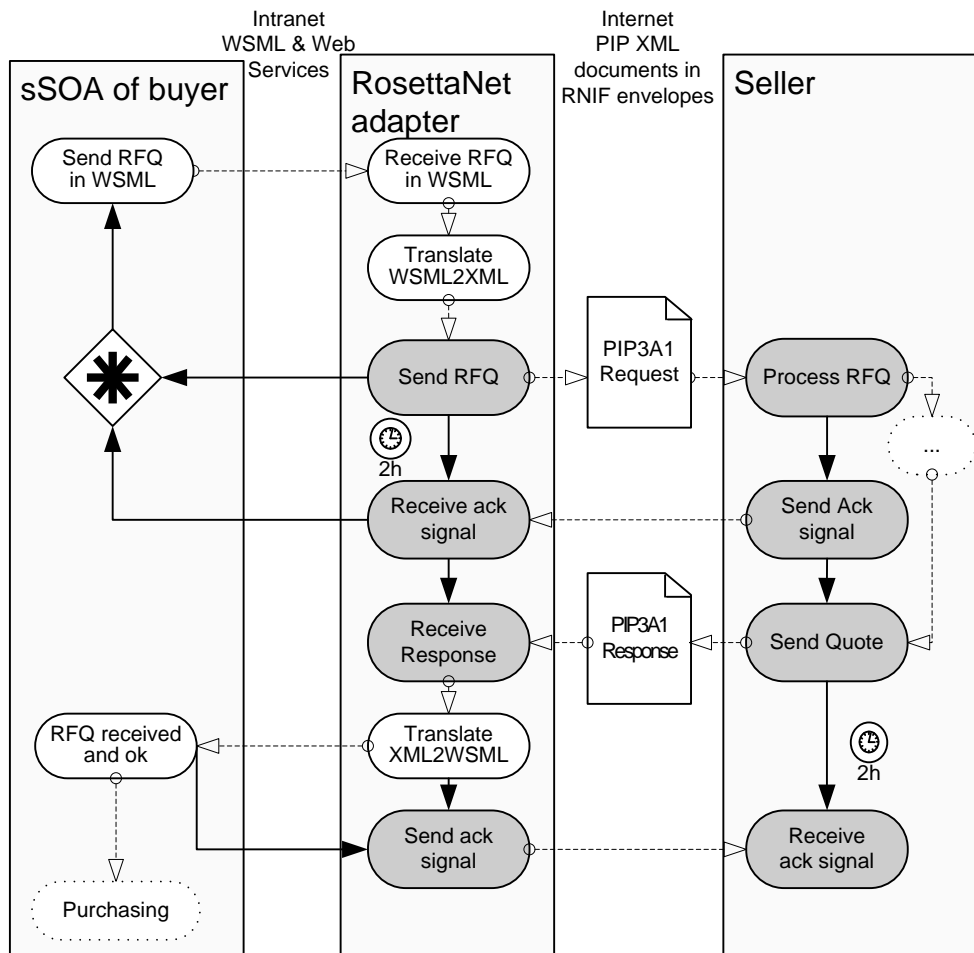 Intranet
WSML & Web
Services
Internet
PIP XML
documents in
RNIF envelopes
sSOA of buyer
RosettaNet
adapter
Seller
Send RFQ
in WSML
Receive RFQ
in WSML
Translate
WSML2XML
Send RFQ
PIP3A1
Request
Process RFQ
...
2h
Receive ack
signal
Send Ack
signal
Receive
Response
PIP3A1
Response
Send Quote
RFQ received
and ok
Translate
XML2WSML
2h
Send ack
signal
Receive
ack signal
Purchasing